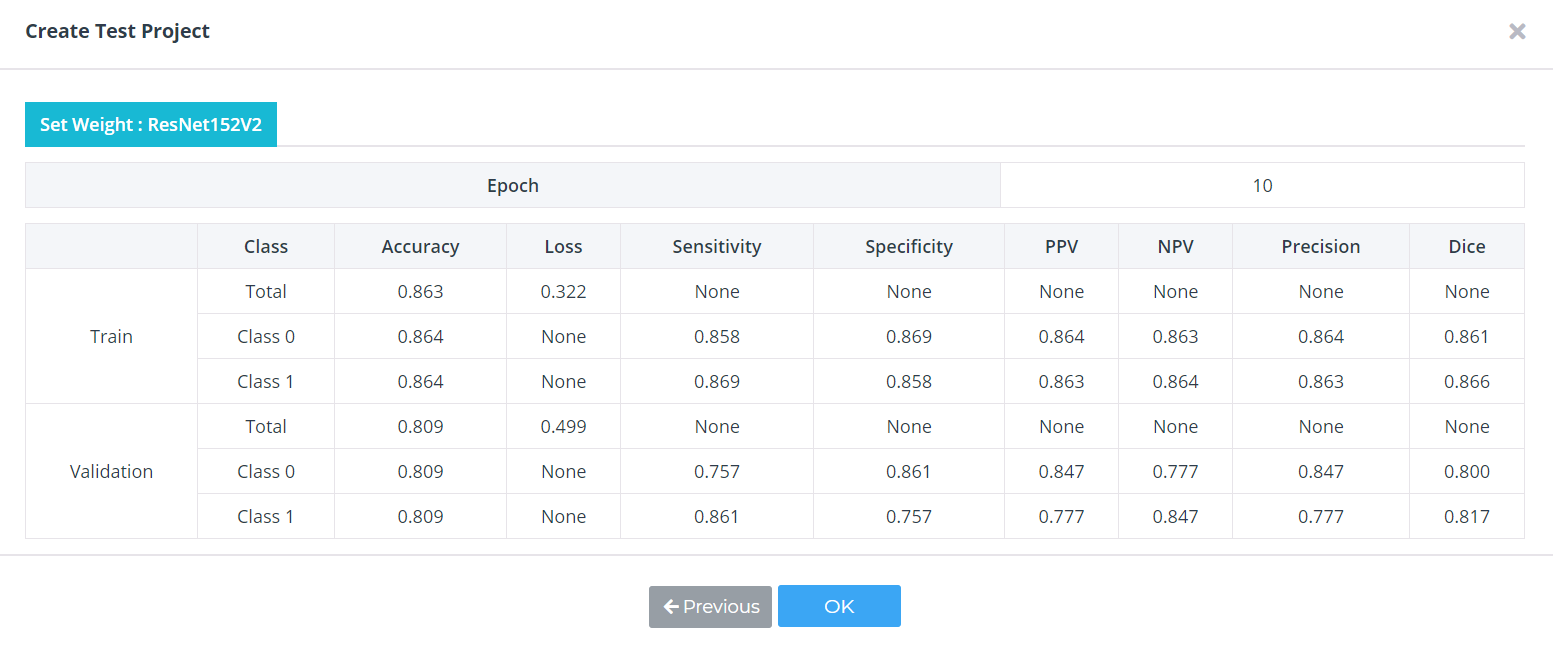 Create Test Project
Set Weight : ResNet152V2
Epoch 10
Class Accuracy Loss Sensitivity Specificity PPV NPV Precision Dice
Train
Total 0.863 0.322 None None None None None None
Class 0 0.864 None 0.858 0.869 0.864 0.863 0.864 0.861
Class 1 0.864 None 0.869 0.858 0.863 0.864 0.863 0.866
Validation
Total 0.809 0.499 None None None None None None
Class 0 0.809 None 0.757 0.861 0.847 0.777 0.847 0.800
Class 1 0.809 None 0.861 0.757 0.777 0.847 0.777 0.817
Previous OK